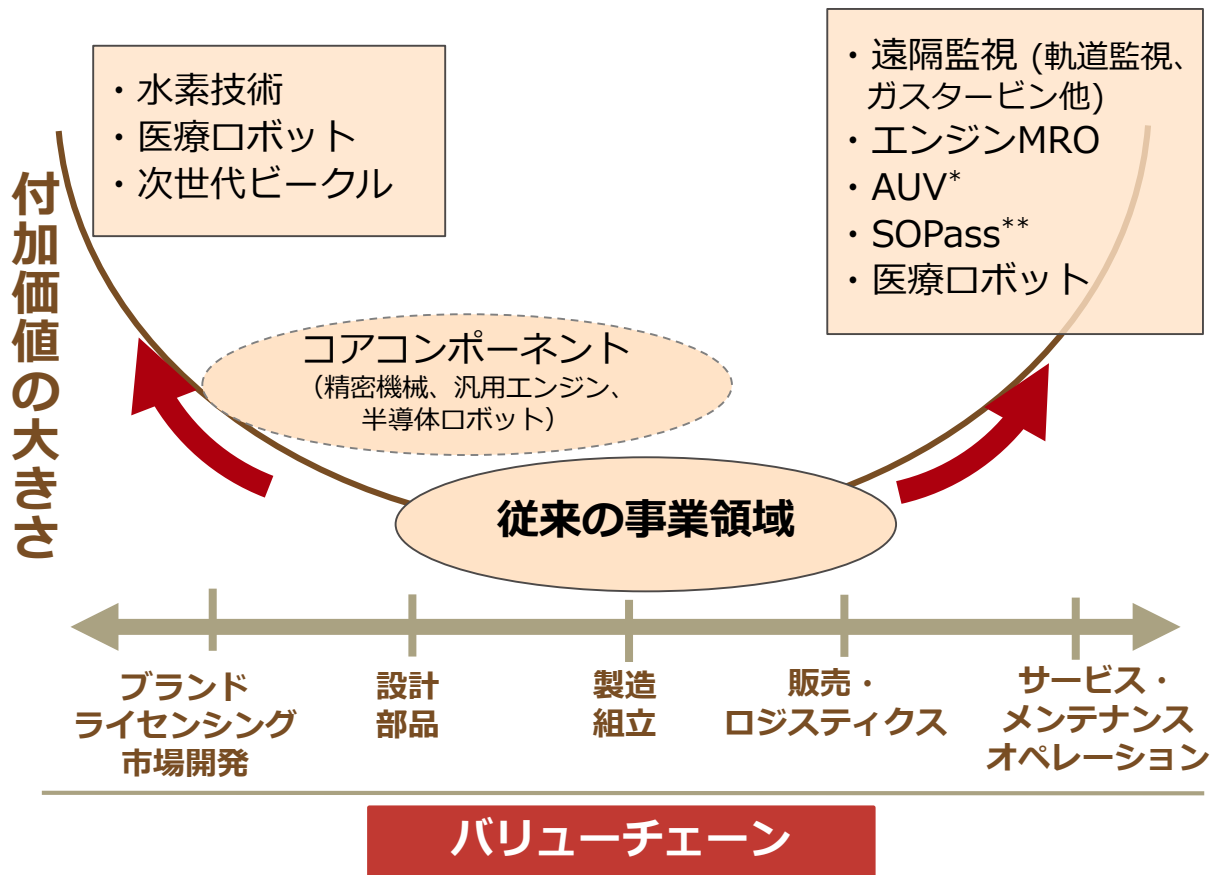 ・水素技術
・医療ロボット
・次世代ビークル
・遠隔監視 (軌道監視、
ガスタービン他)
・エンジンMRO
・AUV*
・SOPass**
・医療ロボット
付加価値の大きさ
コアコンポーネント
（精密機械、汎用エンジン、
半導体ロボット）
従来の事業領域
ブランド
ライセンシング
市場開発
設計
部品
製造
組立
販売・
ロジスティクス
サービス・
メンテナンス
オペレーション
バリューチェーン